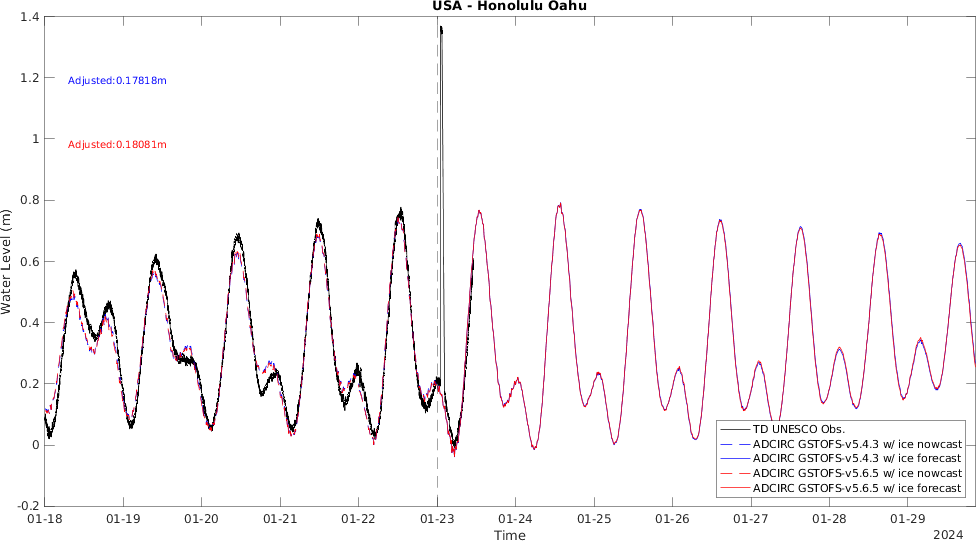 USA - Honolulu Oahu
1.4
1.2
1
0.8
0.6
0.4
0.2
0
-0.2
Water Level (m)
Adjusted:0.17818m
Adjusted:0.18081m
TD UNESCO Obs.
ADCIRC GSTOFS-v5.4.3 w/ ice nowcast
ADCIRC GSTOFS-v5.4.3 w/ ice forecast
ADCIRC GSTOFS-v5.6.5 w/ ice nowcast
ADCIRC GSTOFS-v5.6.5 w/ ice forecast
01-18 01-19 01-20 01-21 01-22 01-23 01-24 01-25 01-26 01-27 01-28 01-29
Time
2024